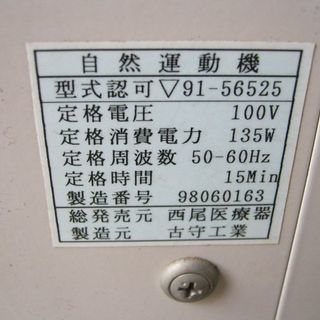 自然運動機
型式認可▽91-56525
定格電圧 100V
定格消費電力 135W
定格周波数 50-60Hz
定格時間 15Min
製造番号 98060163
総発売元 西尾医療器
製造元 古守工業